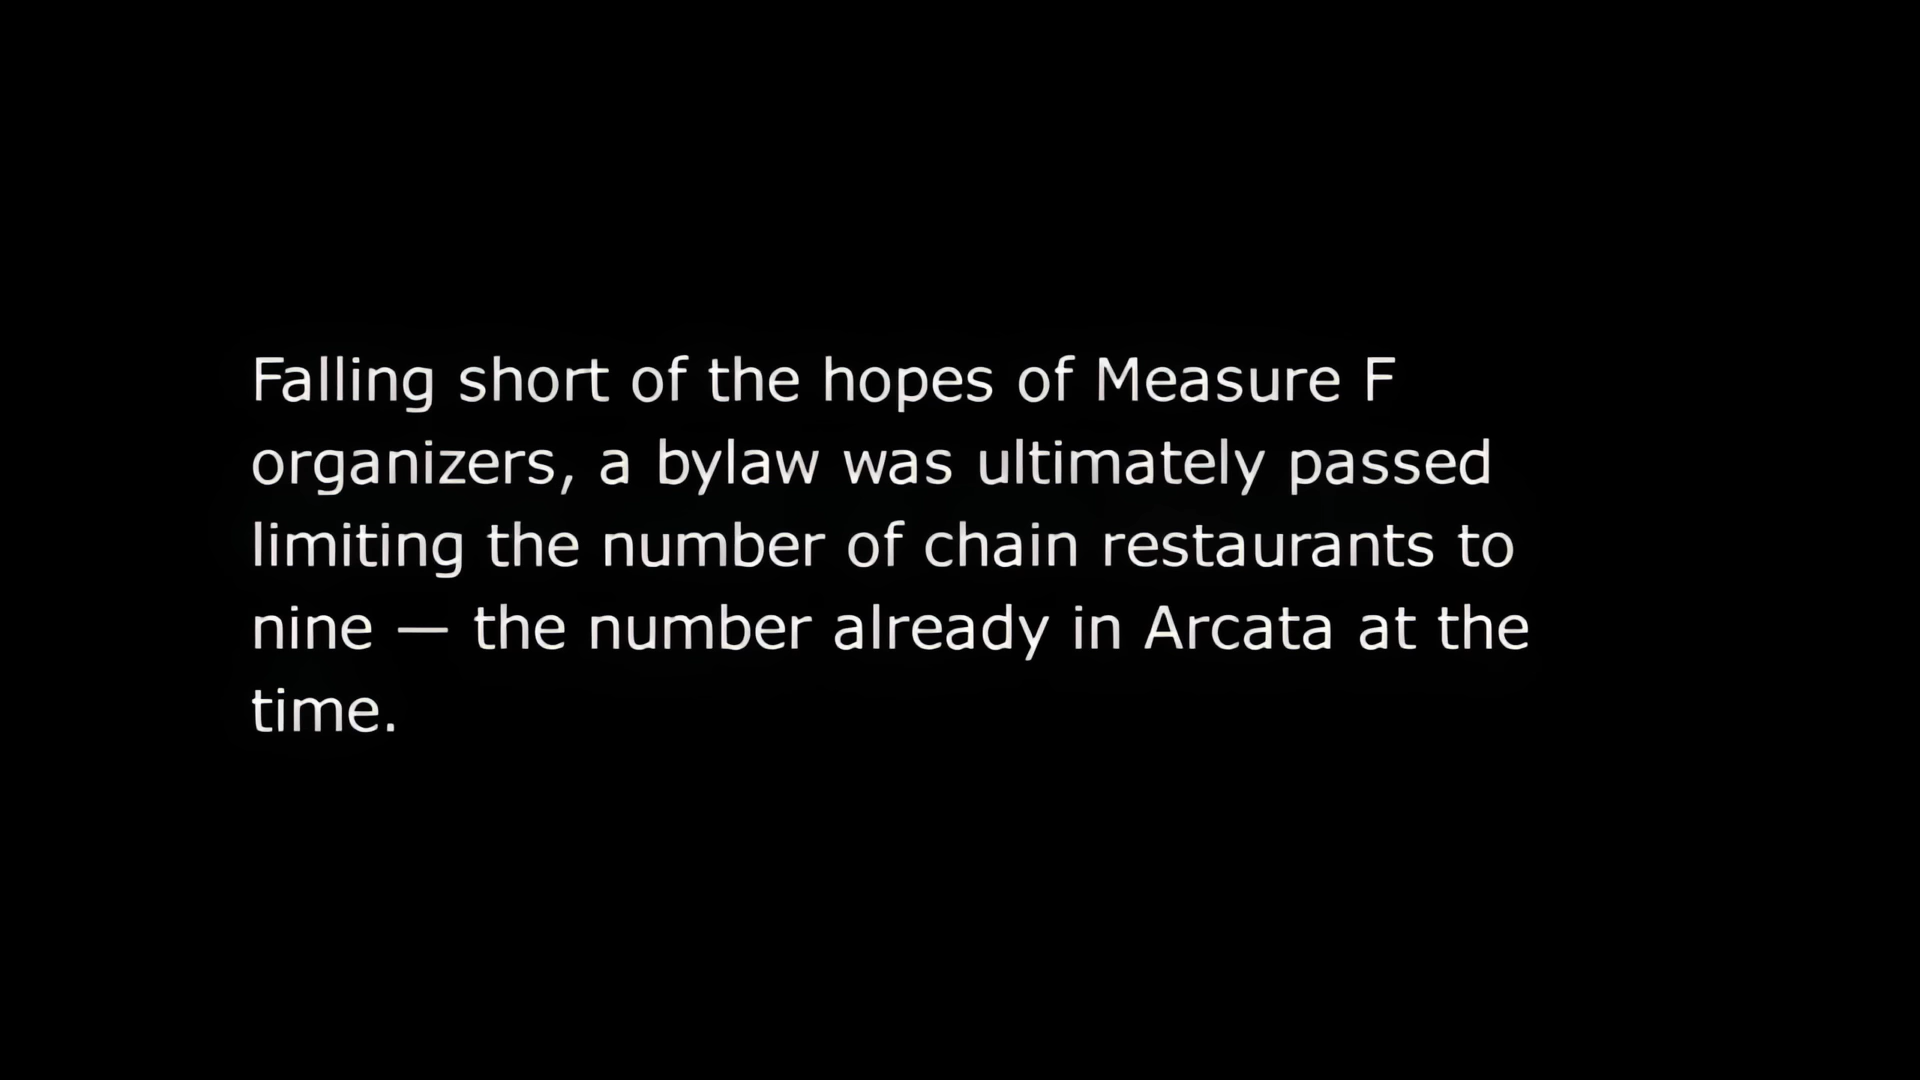 Falling short of the hopes of Measure F
organizers, a bylaw was ultimately passed
limiting the number of chain restaurants to
nine — the number already in Arcata at the
time.